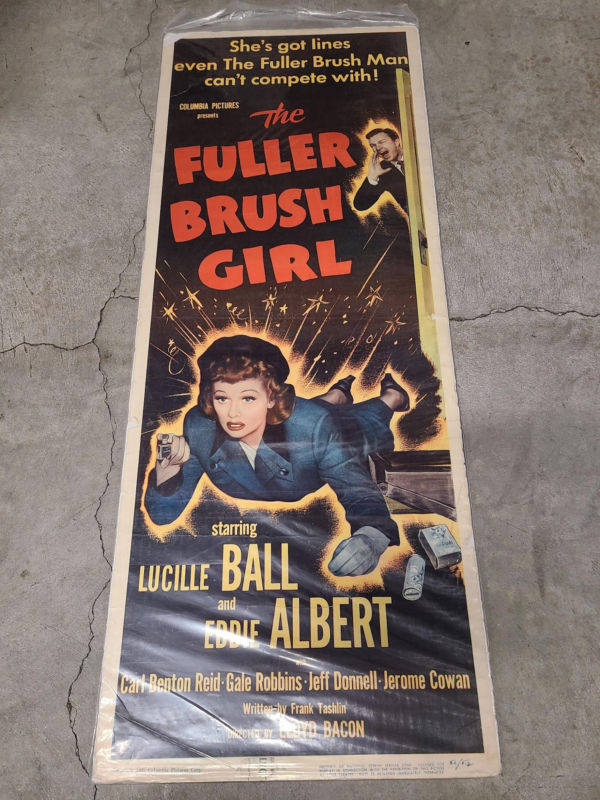 She's got lines
even The Fuller Brush Man
can't compete with!
COLUMBIA PICTURES
presents
The
FULLER
BRUSH
GIRL
starring
LUCILLE BALL
and
EDDIE ALBERT
with
Carl Benton Reid · Gale Robbins · Jeff Donnell · Jerome Cowan
Written by Frank Tashlin
DIRECTED BY LLOYD BACON